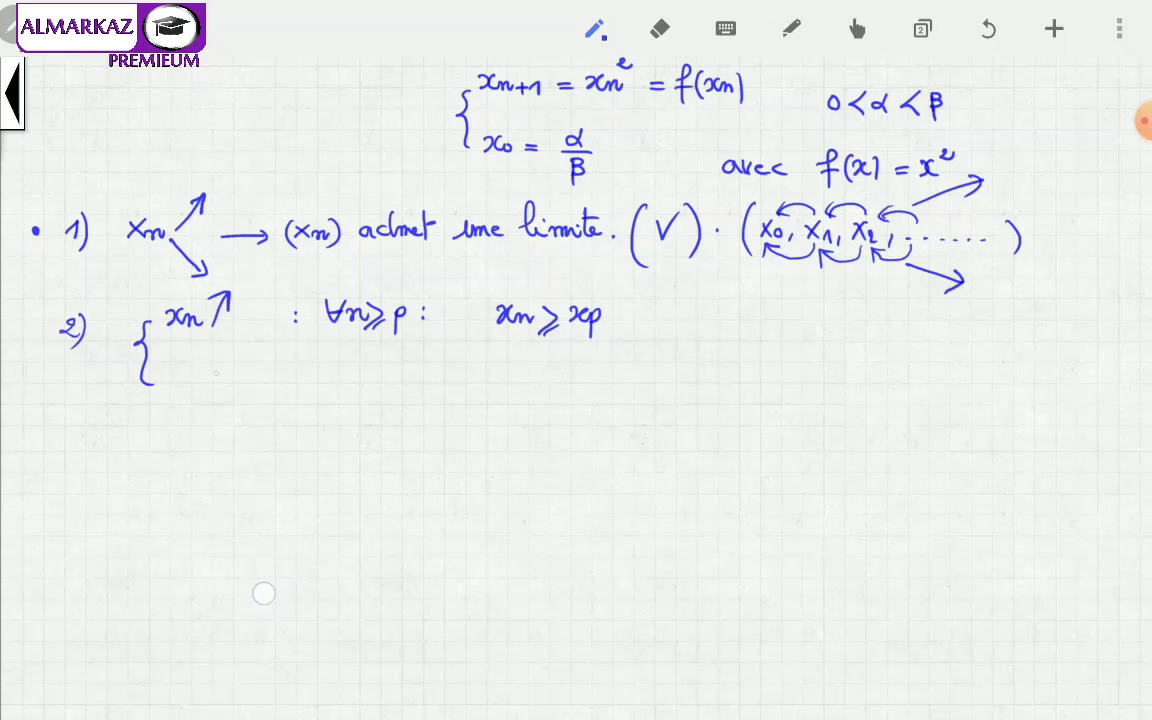 ALMARKAZ
PREMIEUM
2
{ xn+1 = xn² = f(xn)
0 < α < β
x0 = α/β
avec f(x) = x²
• 1) xn ↗ ↘ → (xn) admet une limite. (V) . (x0, x1, x2, ........)
2) { xn ↗ : ∀n ⩾ p : xn ⩾ xp